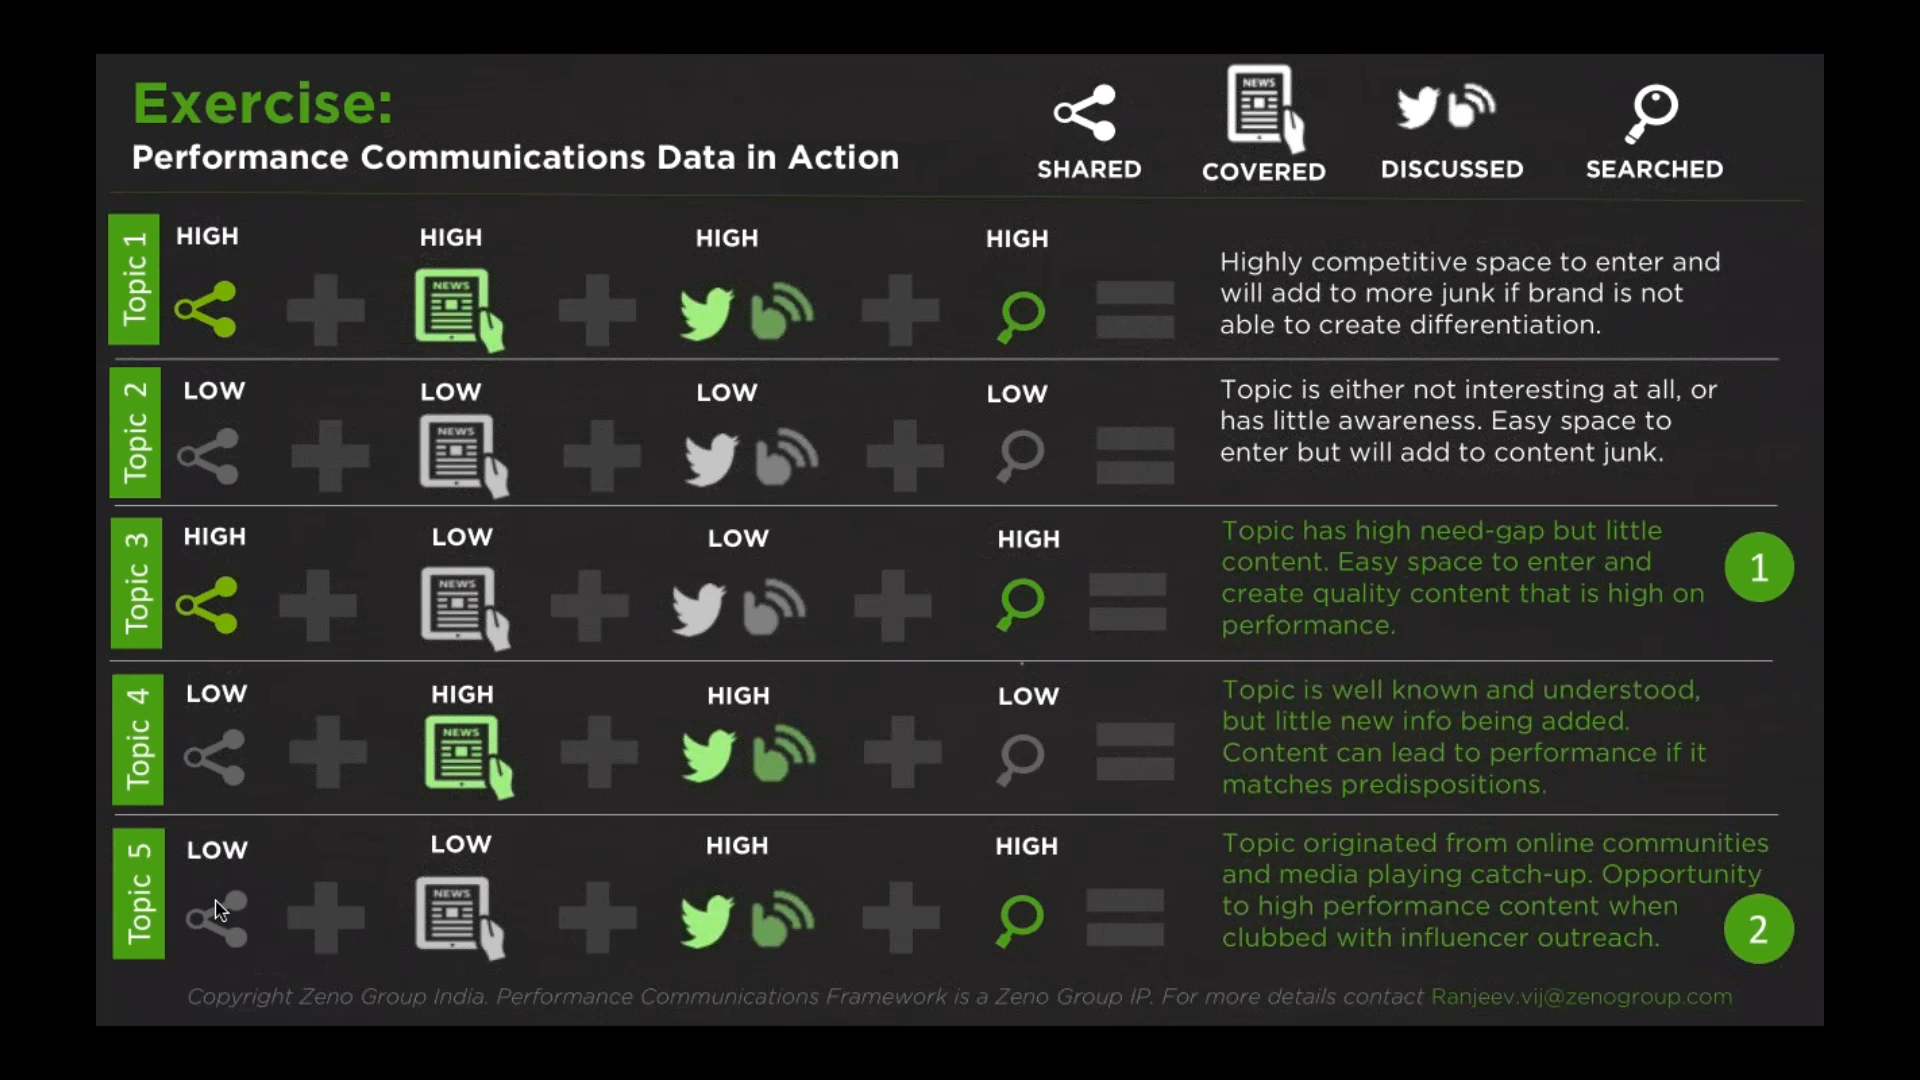 Exercise:
Performance Communications Data in Action
NEWS
SHARED
COVERED
DISCUSSED
SEARCHED
Topic 1
HIGH
HIGH
HIGH
HIGH
NEWS
Highly competitive space to enter and
will add to more junk if brand is not
able to create differentiation.
Topic 2
LOW
LOW
LOW
LOW
NEWS
Topic is either not interesting at all, or
has little awareness. Easy space to
enter but will add to content junk.
Topic 3
HIGH
LOW
LOW
HIGH
NEWS
Topic has high need-gap but little
content. Easy space to enter and
create quality content that is high on
performance.
1
Topic 4
LOW
HIGH
HIGH
LOW
NEWS
Topic is well known and understood,
but little new info being added.
Content can lead to performance if it
matches predispositions.
Topic 5
LOW
LOW
HIGH
HIGH
NEWS
Topic originated from online communities
and media playing catch-up. Opportunity
to high performance content when
clubbed with influencer outreach.
2
Copyright Zeno Group India. Performance Communications Framework is a Zeno Group IP. For more details contact Ranjeev.vij@zenogroup.com